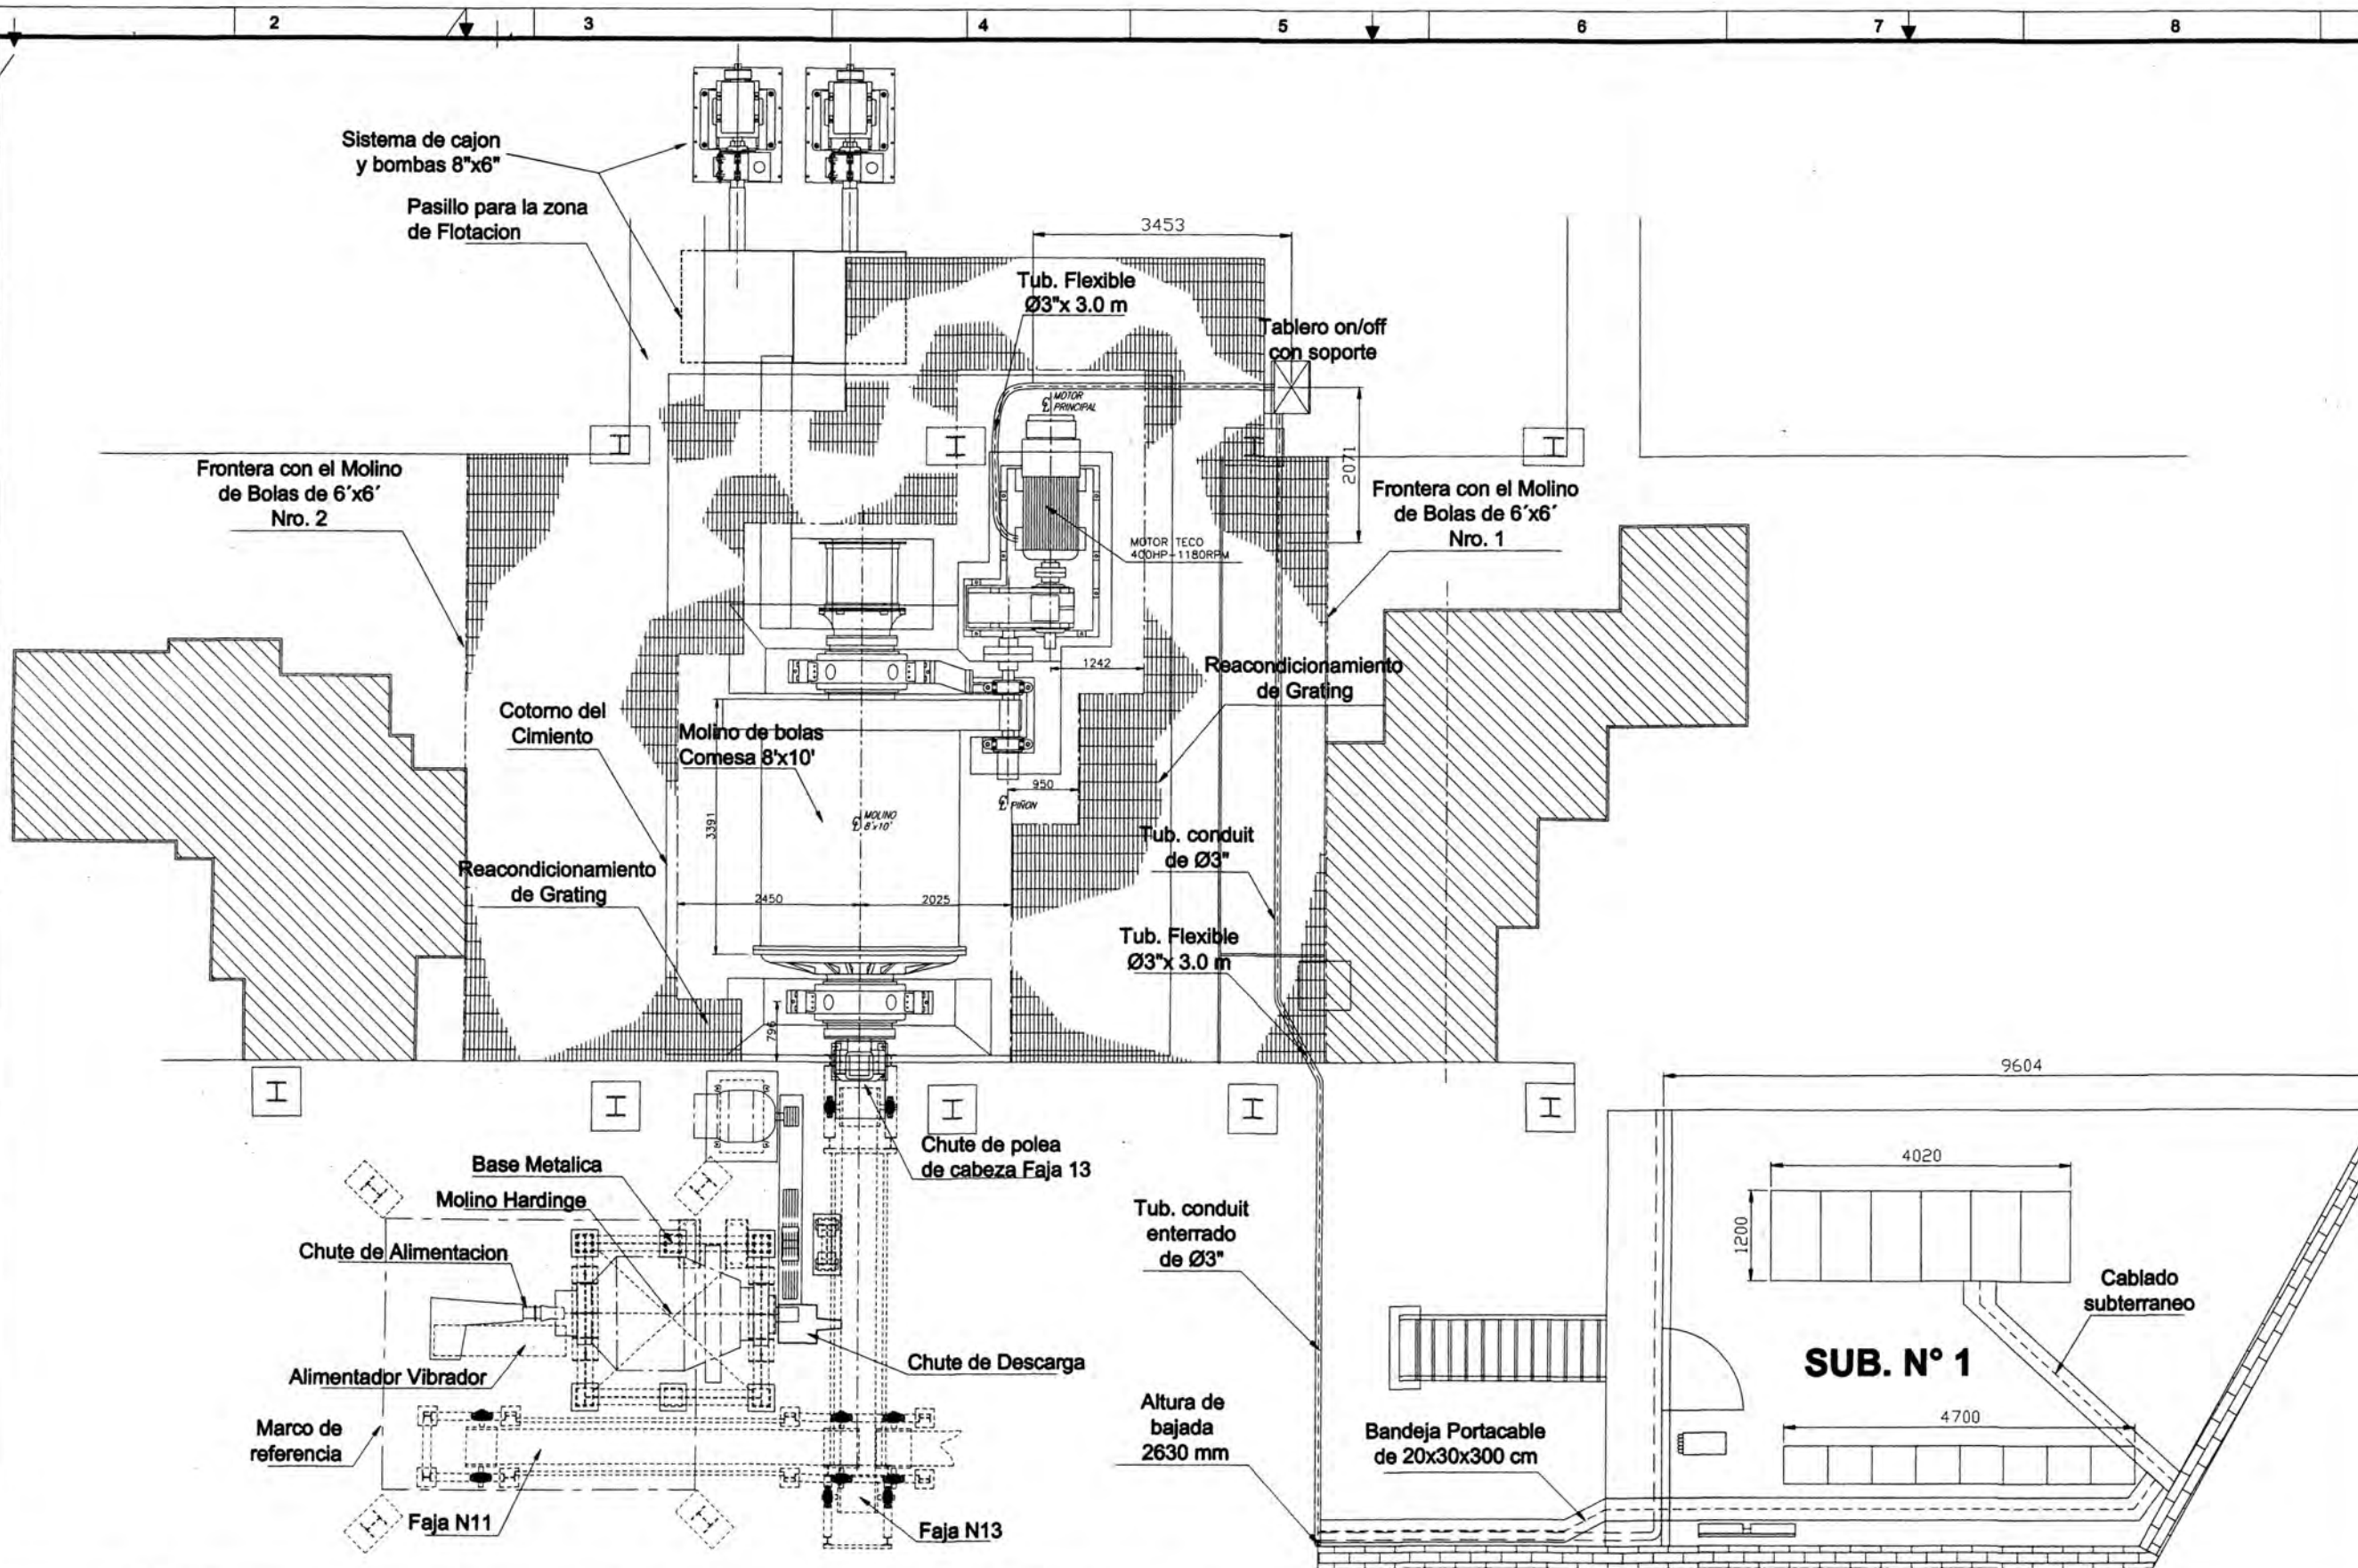 2
3
4
5
6
7
8
Sistema de cajon
y bombas 8"x6"
Pasillo para la zona
de Flotacion
3453
Tub. Flexible
Ø3"x 3.0 m
Tablero on/off
con soporte
MOTOR
PRINCIPAL
2071
Frontera con el Molino
de Bolas de 6´x6´
Nro. 2
Frontera con el Molino
de Bolas de 6´x6´
Nro. 1
MOTOR TECO
400HP-1180RPM
1242
Reacondicionamiento
de Grating
Cotorno del
Cimiento
Molino de bolas
Comesa 8'x10'
950
PIÑON
MOLINO
8'x10'
3391
Tub. conduit
de Ø3"
Reacondicionamiento
de Grating
2450
2025
Tub. Flexible
Ø3"x 3.0 m
796
9604
Chute de polea
de cabeza Faja 13
Base Metalica
Molino Hardinge
4020
1200
Tub. conduit
enterrado
de Ø3"
Chute de Alimentacion
Cablado
subterraneo
Chute de Descarga
SUB. N° 1
Alimentador Vibrador
Altura de
bajada
2630 mm
4700
Marco de
referencia
Bandeja Portacable
de 20x30x300 cm
Faja N11
Faja N13